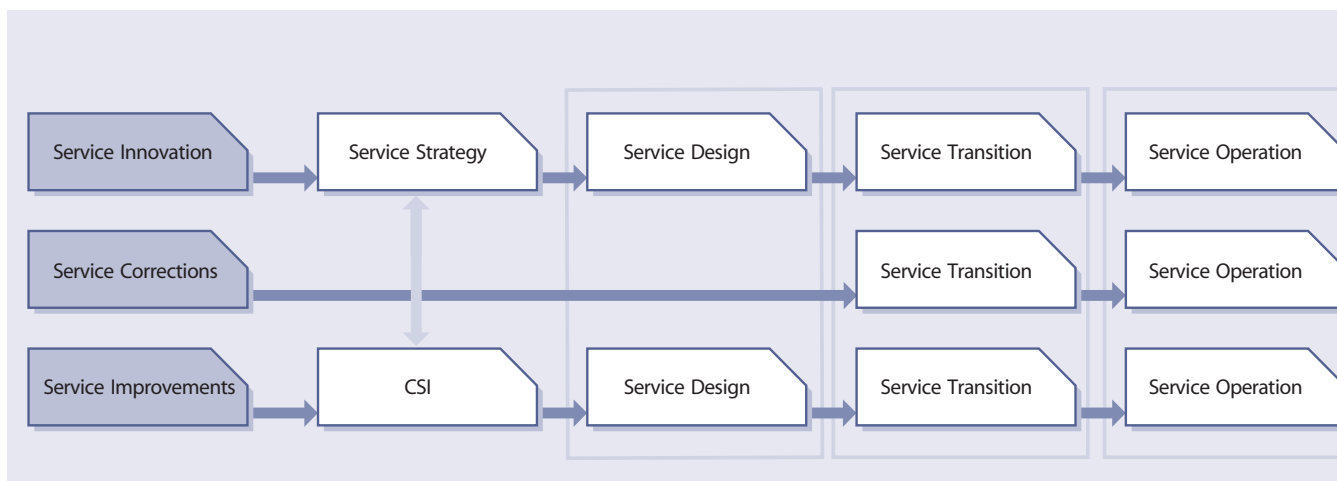 Service Innovation
Service Strategy
Service Design
Service Transition
Service Operation
Service Corrections
Service Transition
Service Operation
Service Improvements
CSI
Service Design
Service Transition
Service Operation